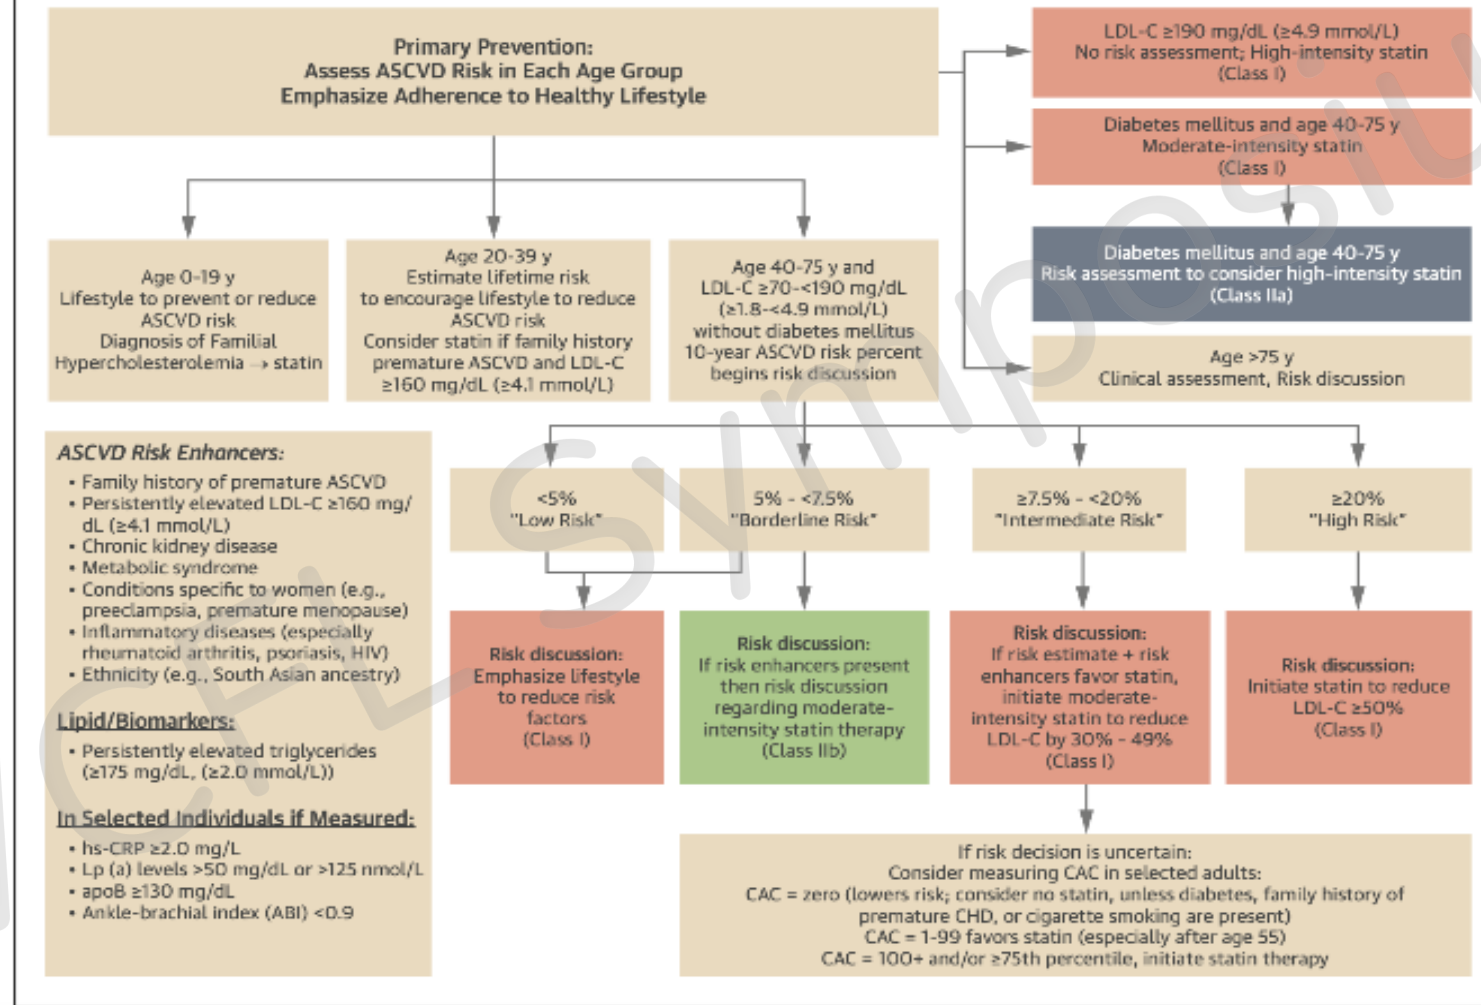 Primary Prevention:
Assess ASCVD Risk in Each Age Group
Emphasize Adherence to Healthy Lifestyle
LDL-C ≥190 mg/dL (≥4.9 mmol/L)
No risk assessment; High-intensity statin
(Class I)
Diabetes mellitus and age 40-75 y
Moderate-intensity statin
(Class I)
Diabetes mellitus and age 40-75 y
Risk assessment to consider high-intensity statin
(Class IIa)
Age >75 y
Clinical assessment, Risk discussion
Age 0-19 y
Lifestyle to prevent or reduce
ASCVD risk
Diagnosis of Familial
Hypercholesterolemia → statin
Age 20-39 y
Estimate lifetime risk
to encourage lifestyle to reduce
ASCVD risk
Consider statin if family history
premature ASCVD and LDL-C
≥160 mg/dL (≥4.1 mmol/L)
Age 40-75 y and
LDL-C ≥70-<190 mg/dL
(≥1.8-<4.9 mmol/L)
without diabetes mellitus
10-year ASCVD risk percent
begins risk discussion
<5%
"Low Risk"
5% - <7.5%
"Borderline Risk"
≥7.5% - <20%
"Intermediate Risk"
≥20%
"High Risk"
Risk discussion:
Emphasize lifestyle
to reduce risk
factors
(Class I)
Risk discussion:
If risk enhancers present
then risk discussion
regarding moderate-
intensity statin therapy
(Class IIb)
Risk discussion:
If risk estimate + risk
enhancers favor statin,
initiate moderate-
intensity statin to reduce
LDL-C by 30% - 49%
(Class I)
Risk discussion:
Initiate statin to reduce
LDL-C ≥50%
(Class I)
If risk decision is uncertain:
Consider measuring CAC in selected adults:
CAC = zero (lowers risk; consider no statin, unless diabetes, family history of
premature CHD, or cigarette smoking are present)
CAC = 1-99 favors statin (especially after age 55)
CAC = 100+ and/or ≥75th percentile, initiate statin therapy
ASCVD Risk Enhancers:
• Family history of premature ASCVD
• Persistently elevated LDL-C ≥160 mg/
dL (≥4.1 mmol/L)
• Chronic kidney disease
• Metabolic syndrome
• Conditions specific to women (e.g.,
preeclampsia, premature menopause)
• Inflammatory diseases (especially
rheumatoid arthritis, psoriasis, HIV)
• Ethnicity (e.g., South Asian ancestry)
Lipid/Biomarkers:
• Persistently elevated triglycerides
(≥175 mg/dL, (≥2.0 mmol/L))
In Selected Individuals if Measured:
• hs-CRP ≥2.0 mg/L
• Lp (a) levels >50 mg/dL or >125 nmol/L
• apoB ≥130 mg/dL
• Ankle-brachial index (ABI) <0.9
CFL Symposiu